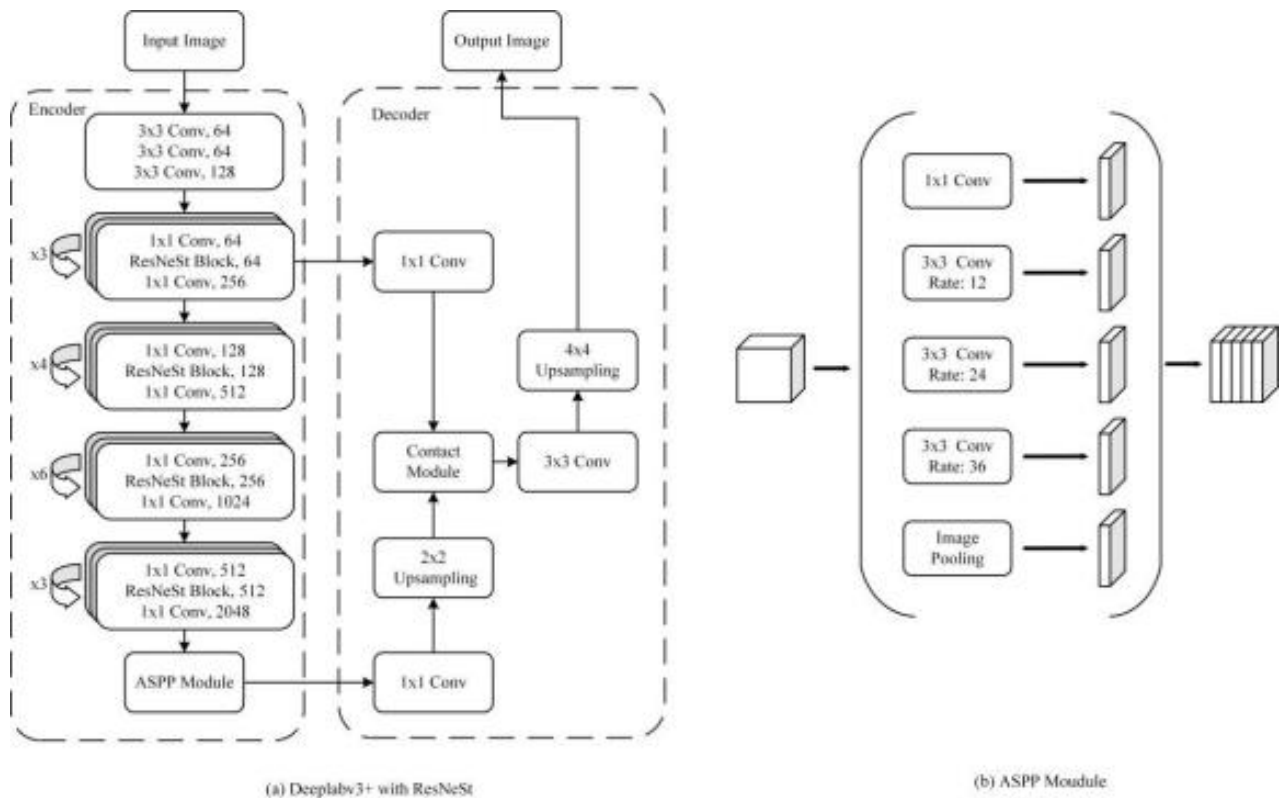 Input Image
Output Image
Encoder
3x3 Conv, 64
3x3 Conv, 64
3x3 Conv, 128
x3
1x1 Conv, 64
ResNeSt Block, 64
1x1 Conv, 256
x4
1x1 Conv, 128
ResNeSt Block, 128
1x1 Conv, 512
x6
1x1 Conv, 256
ResNeSt Block, 256
1x1 Conv, 1024
x3
1x1 Conv, 512
ResNeSt Block, 512
1x1 Conv, 2048
ASPP Module
Decoder
1x1 Conv
4x4
Upsampling
Contact
Module
3x3 Conv
2x2
Upsampling
1x1 Conv
(a) Deeplabv3+ with ResNeSt
1x1 Conv
3x3 Conv
Rate: 12
3x3 Conv
Rate: 24
3x3 Conv
Rate: 36
Image
Pooling
(b) ASPP Moudule